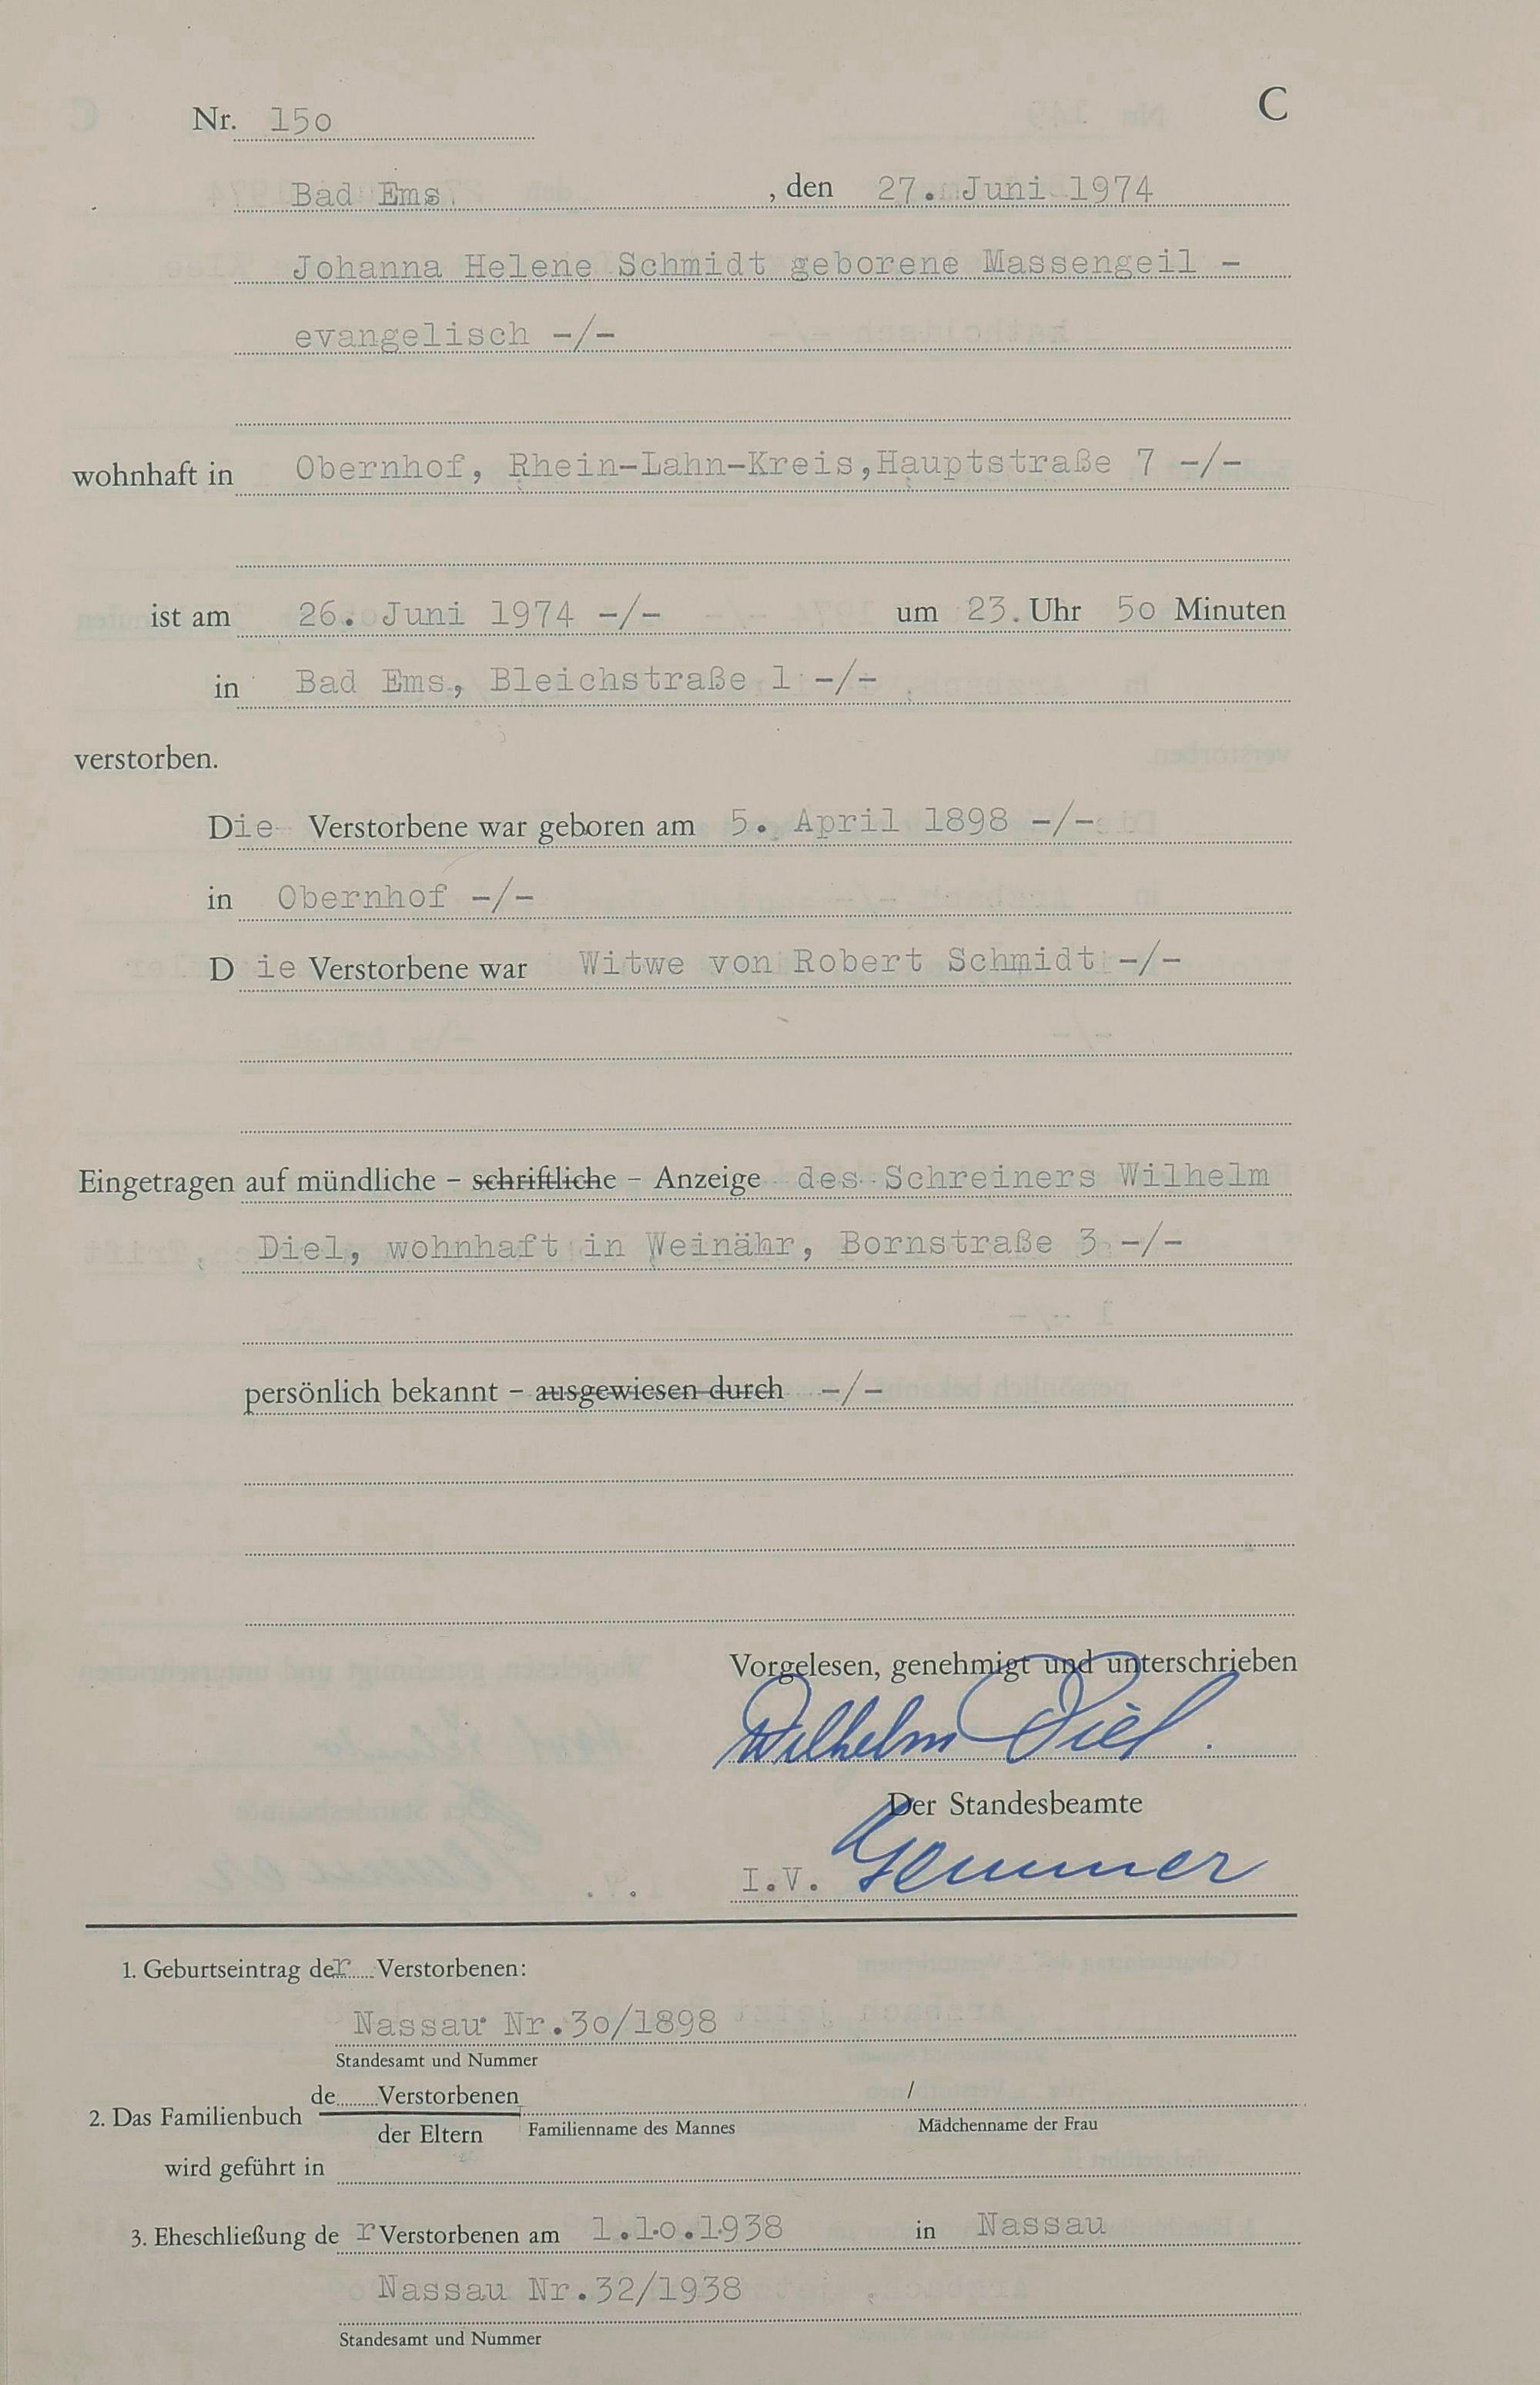 C
Nr. 150
Bad Ems, den 27. Juni 1974
Johanna Helene Schmidt geborene Massengeil -
evangelisch -/-
wohnhaft in Obernhof, Rhein-Lahn-Kreis,Hauptstraße 7 -/-
ist am 26. Juni 1974 -/- um 23 Uhr 50 Minuten
in Bad Ems, Bleichstraße 1 -/-
verstorben.
Die Verstorbene war geboren am 5. April 1898 -/-
in Obernhof -/-
Die Verstorbene war Witwe von Robert Schmidt -/-
Eingetragen auf mündliche – schriftliche – Anzeige des Schreiners Wilhelm
Diel, wohnhaft in Weinähr, Bornstraße 3 -/-
persönlich bekannt – ausgewiesen durch -/-
Vorgelesen, genehmigt und unterschrieben
Wilhelm Diel.
Der Standesbeamte
I.V. Gemmer
1. Geburtseintrag der Verstorbenen:
Nassau Nr.30/1898
Standesamt und Nummer
2. Das Familienbuch de Verstorbenen /
der Eltern Familienname des Mannes Mädchenname der Frau
wird geführt in
3. Eheschließung der Verstorbenen am 1.10.1938 in Nassau
Nassau Nr.32/1938
Standesamt und Nummer